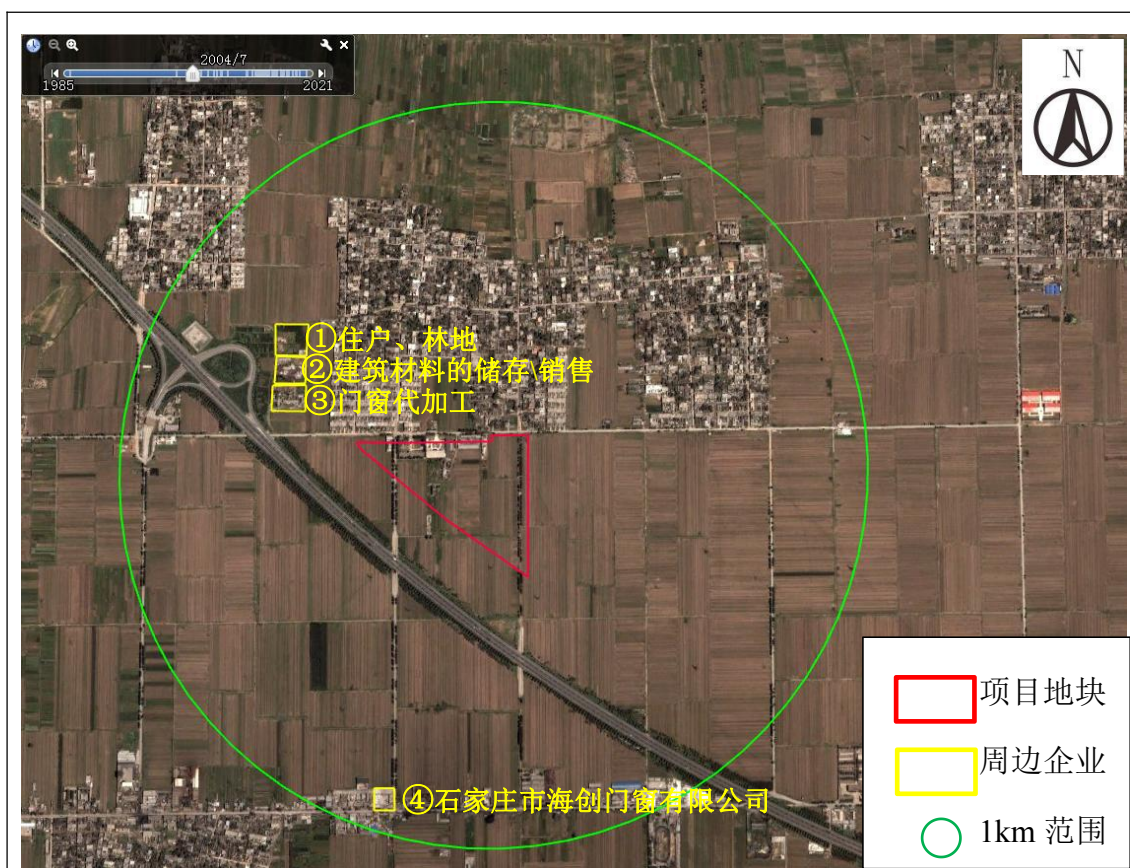 2004/7
1985
2021
N
①住户、林地
②建筑材料的储存\销售
③门窗代加工
④石家庄市海创门窗有限公司
项目地块
周边企业
1km 范围